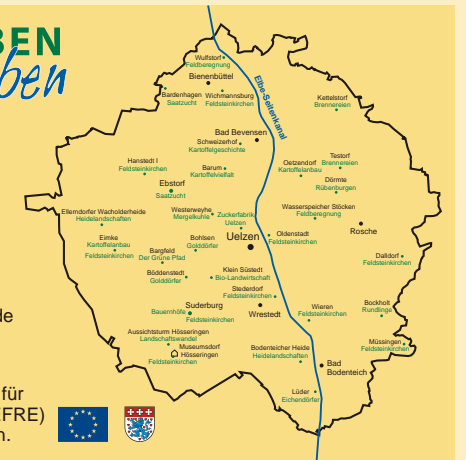 BEN
ben
Wulfstorf
Feldberegnung
Bienenbüttel
Bardenhagen
Saatzucht
Wichmannsburg
Feldsteinkirchen
Elbe-Seitenkanal
Kettelstorf
Brennereien
Bad Bevensen
Schweizerhof
Kartoffelgeschichte
Hanstedt I
Feldsteinkirchen
Barum
Kartoffelvielfalt
Oetzendorf
Kartoffelanbau
Testorf
Brennereien
Dörmte
Rübenburgen
Ebstorf
Saatzucht
Ellerndorfer Wacholderheide
Heidelandschaften
Westerweyhe
Mergelkuhle
Zuckerfabrik
Uelzen
Wasserspeicher Stöcken
Feldberegnung
Rosche
Eimke
Kartoffelanbau
Feldsteinkirchen
Bargfeld
Der Grüne Pfad
Bohlsen
Golddörfer
Uelzen
Oldenstadt
Feldsteinkirchen
Dalldorf
Feldsteinkirchen
Böddenstedt
Golddörfer
Klein Süstedt
Bio-Landwirtschaft
Stederdorf
Feldsteinkirchen
Wrestedt
Suderburg
Bauernhöfe
Feldsteinkirchen
Wieren
Feldsteinkirchen
Bockholt
Rundlinge
Aussichtsturm Hösseringen
Landschaftswandel
Museumsdorf
Hösseringen
Feldsteinkirchen
Müssingen
Feldsteinkirchen
Bodenteicher Heide
Heidelandschaften
Bad
Bodenteich
Lüder
Eichendörfer
de
für
EFRE)
n.